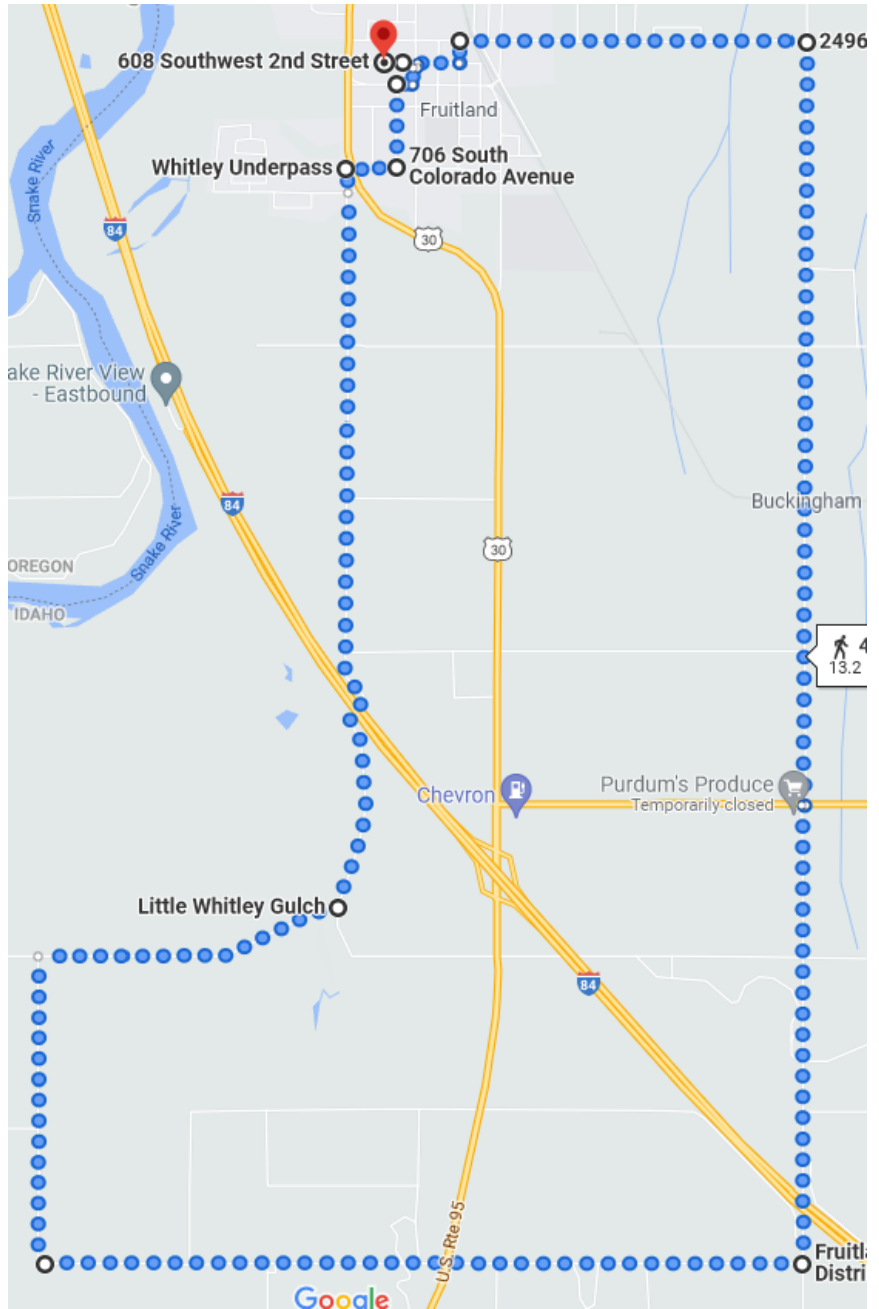 608 Southwest 2nd Street
2496
Fruitland
Snake River
Whitley Underpass
706 South
Colorado Avenue
84
30
ake River View
- Eastbound
84
Buckingham
30
Snake River
OREGON
IDAHO
4
13.2
Chevron
Purdum's Produce
Temporarily closed
Little Whitley Gulch
84
U.S. Rte 95
Fruitla
Distri
Google